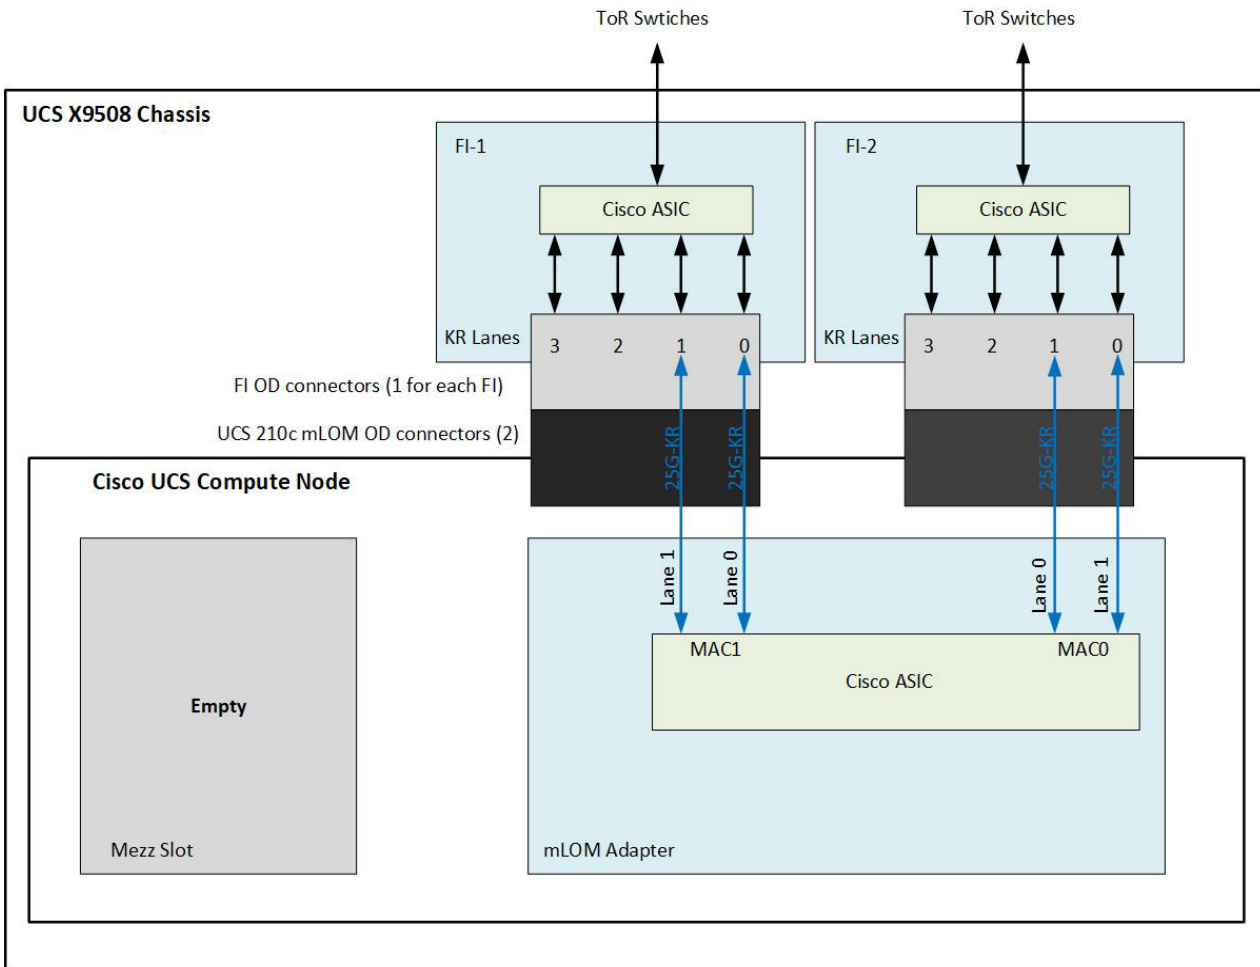 ToR Swtiches
ToR Switches
UCS X9508 Chassis
FI-1
FI-2
Cisco ASIC
Cisco ASIC
KR Lanes
3 2 1 0
KR Lanes
3 2 1 0
FI OD connectors (1 for each FI)
UCS 210c mLOM OD connectors (2)
25G-KR
25G-KR
25G-KR
25G-KR
Cisco UCS Compute Node
Lane 1
Lane 0
Lane 0
Lane 1
MAC1
MAC0
Cisco ASIC
Empty
Mezz Slot
mLOM Adapter